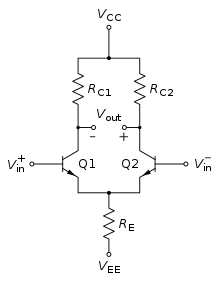 VCC
RC1
RC2
Vout
- +
Vin+
Q1
Q2
Vin-
RE
VEE